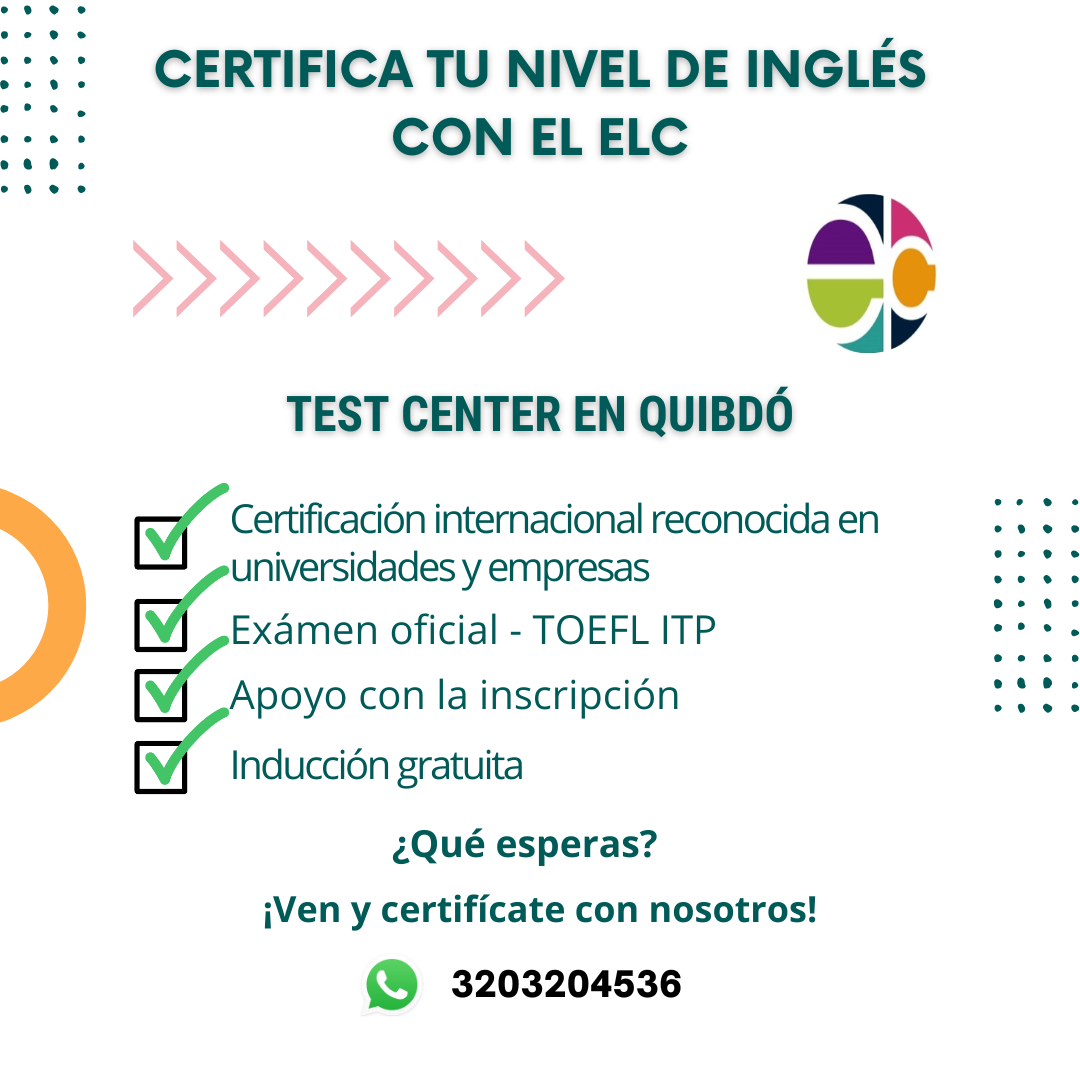 CERTIFICA TU NIVEL DE INGLÉS
CON EL ELC
elc
TEST CENTER EN QUIBDÓ
Certificación internacional reconocida en
universidades y empresas
Exámen oficial - TOEFL ITP
Apoyo con la inscripción
Inducción gratuita
¿Qué esperas?
¡Ven y certifícate con nosotros!
3203204536